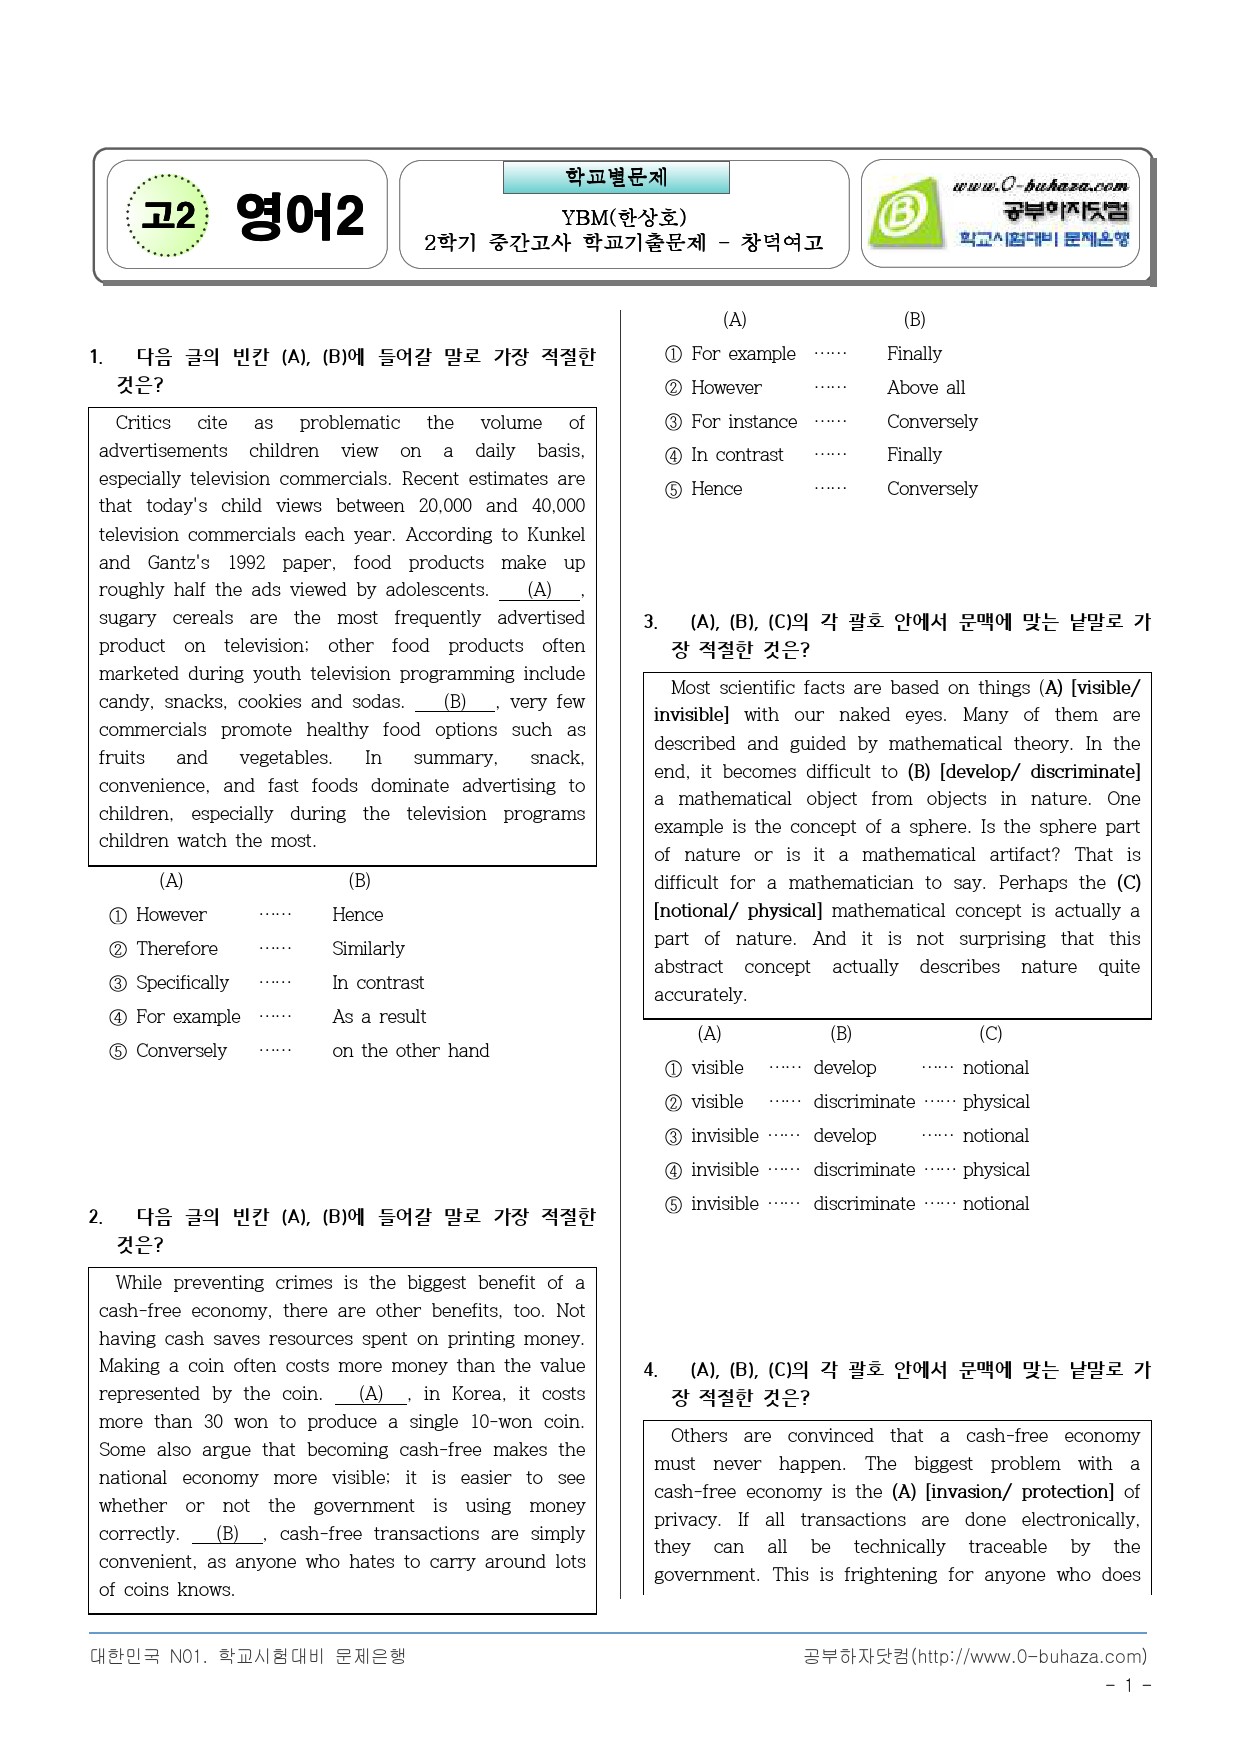 고2 영어2
학교별문제
YBM(한상호)
2학기 중간고사 학교기출문제 - 창덕여고
www.0-buhaza.com
공부하자닷컴
학교시험대비 문제은행
1. 다음 글의 빈칸 (A), (B)에 들어갈 말로 가장 적절한
것은?
Critics cite as problematic the volume of
advertisements children view on a daily basis,
especially television commercials. Recent estimates are
that today's child views between 20,000 and 40,000
television commercials each year. According to Kunkel
and Gantz's 1992 paper, food products make up
roughly half the ads viewed by adolescents. (A) ,
sugary cereals are the most frequently advertised
product on television; other food products often
marketed during youth television programming include
candy, snacks, cookies and sodas. (B) , very few
commercials promote healthy food options such as
fruits and vegetables. In summary, snack,
convenience, and fast foods dominate advertising to
children, especially during the television programs
children watch the most.
(A) (B)
① However …… Hence
② Therefore …… Similarly
③ Specifically …… In contrast
④ For example …… As a result
⑤ Conversely …… on the other hand
2. 다음 글의 빈칸 (A), (B)에 들어갈 말로 가장 적절한
것은?
While preventing crimes is the biggest benefit of a
cash-free economy, there are other benefits, too. Not
having cash saves resources spent on printing money.
Making a coin often costs more money than the value
represented by the coin. (A) , in Korea, it costs
more than 30 won to produce a single 10-won coin.
Some also argue that becoming cash-free makes the
national economy more visible; it is easier to see
whether or not the government is using money
correctly. (B) , cash-free transactions are simply
convenient, as anyone who hates to carry around lots
of coins knows.
(A) (B)
① For example …… Finally
② However …… Above all
③ For instance …… Conversely
④ In contrast …… Finally
⑤ Hence …… Conversely
3. (A), (B), (C)의 각 괄호 안에서 문맥에 맞는 낱말로 가
장 적절한 것은?
Most scientific facts are based on things (A) [visible/
invisible] with our naked eyes. Many of them are
described and guided by mathematical theory. In the
end, it becomes difficult to (B) [develop/ discriminate]
a mathematical object from objects in nature. One
example is the concept of a sphere. Is the sphere part
of nature or is it a mathematical artifact? That is
difficult for a mathematician to say. Perhaps the (C)
[notional/ physical] mathematical concept is actually a
part of nature. And it is not surprising that this
abstract concept actually describes nature quite
accurately.
(A) (B) (C)
① visible …… develop …… notional
② visible …… discriminate …… physical
③ invisible …… develop …… notional
④ invisible …… discriminate …… physical
⑤ invisible …… discriminate …… notional
4. (A), (B), (C)의 각 괄호 안에서 문맥에 맞는 낱말로 가
장 적절한 것은?
Others are convinced that a cash-free economy
must never happen. The biggest problem with a
cash-free economy is the (A) [invasion/ protection] of
privacy. If all transactions are done electronically,
they can all be technically traceable by the
government. This is frightening for anyone who does
대한민국 N01. 학교시험대비 문제은행
공부하자닷컴(http://www.0-buhaza.com)
- 1 -